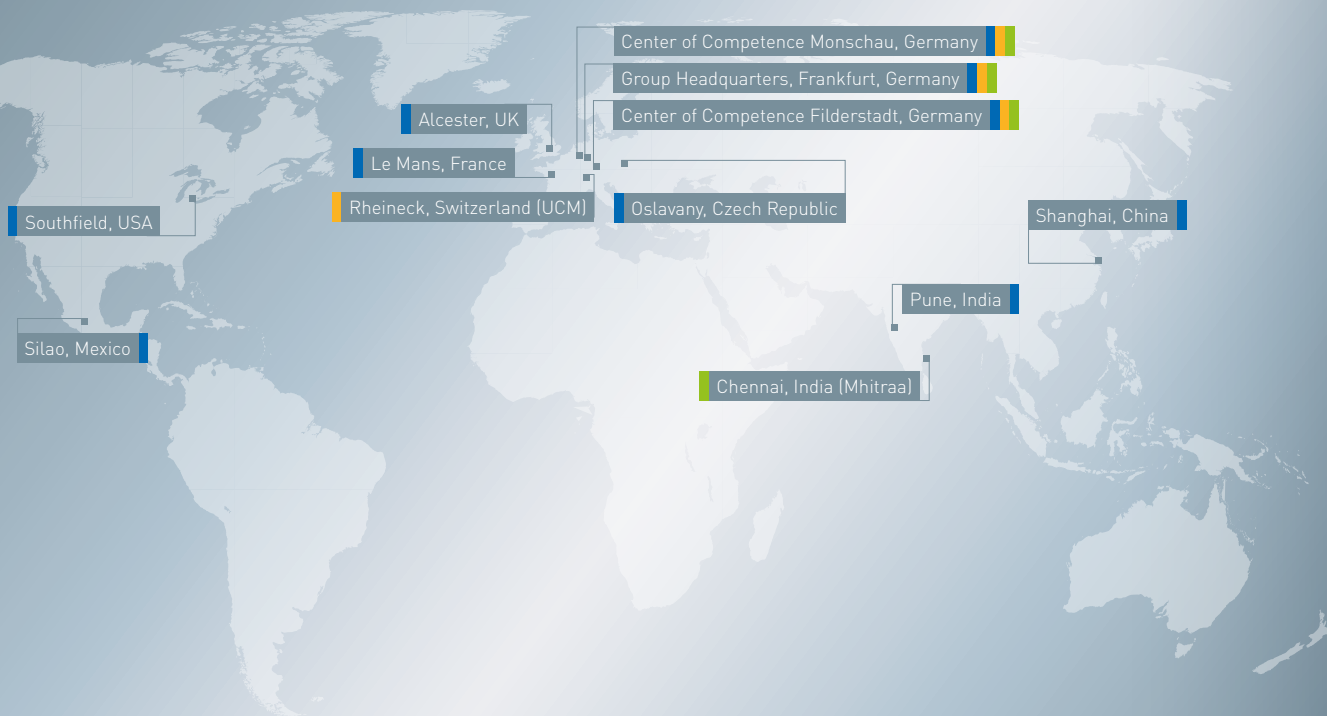 Center of Competence Monschau, Germany
Group Headquarters, Frankfurt, Germany
Center of Competence Filderstadt, Germany
Alcester, UK
Le Mans, France
Rheineck, Switzerland (UCM)
Oslavany, Czech Republic
Southfield, USA
Shanghai, China
Pune, India
Silao, Mexico
Chennai, India (Mhitraa)